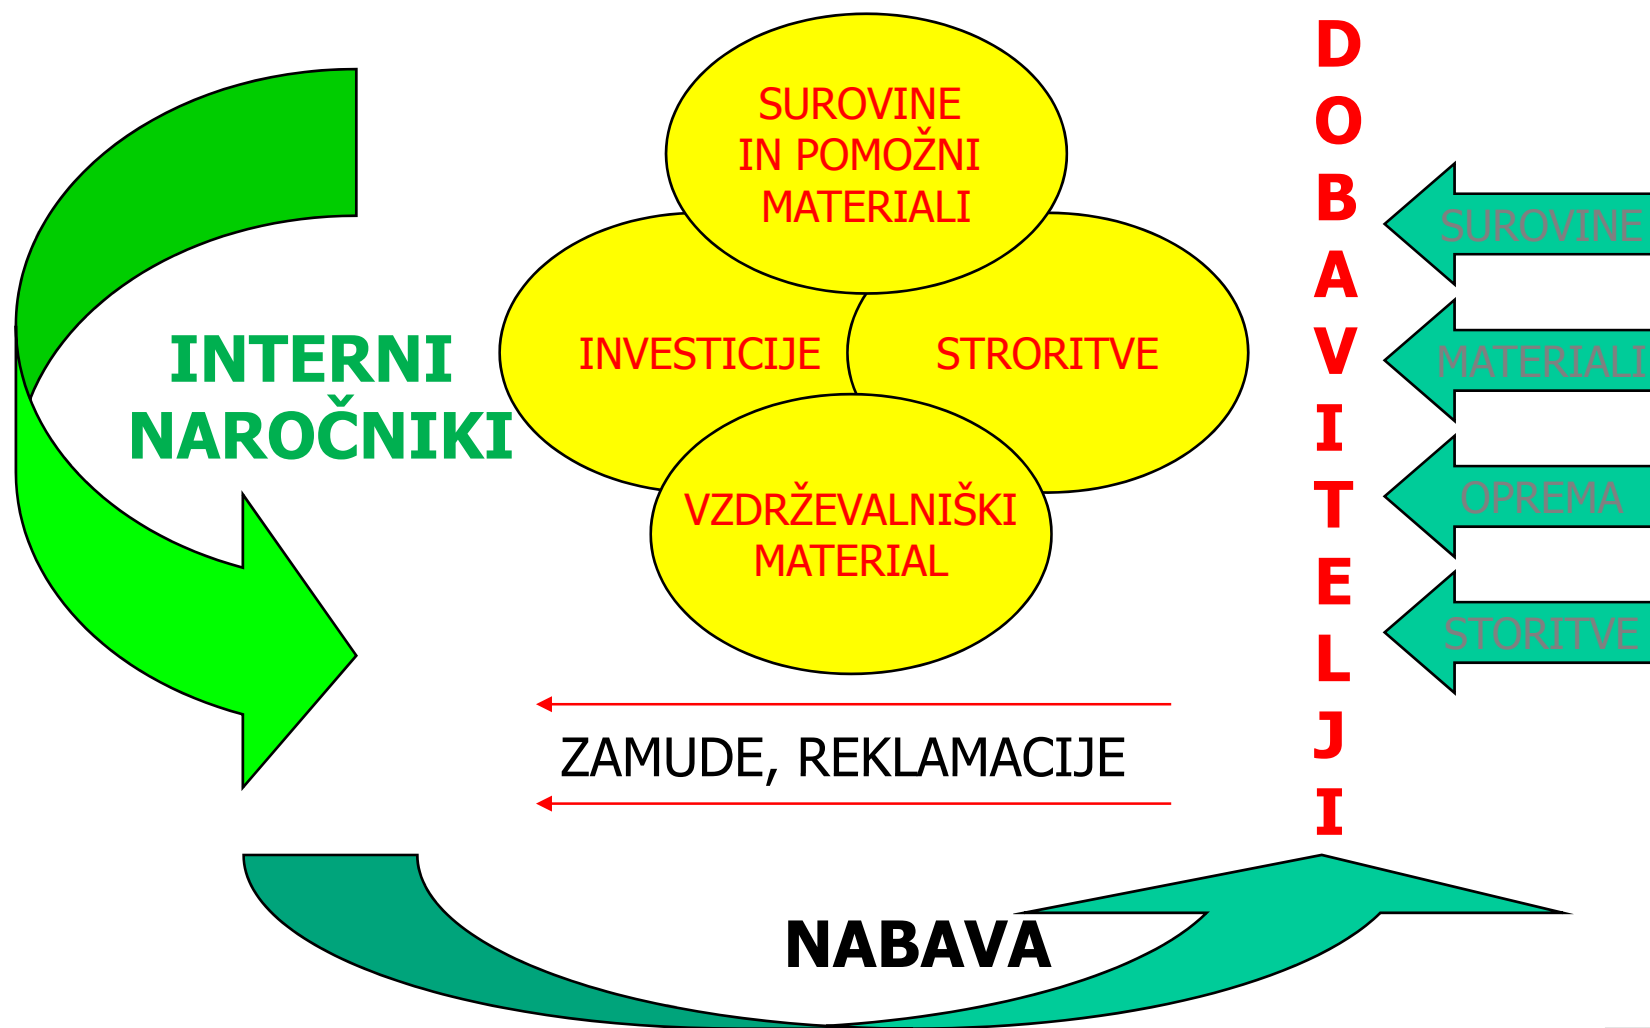 SUROVINE
IN POMOŽNI
MATERIALI
INTERNI
NAROČNIKI
INVESTICIJE
STRORITVE
VZDRŽEVALNIŠKI
MATERIAL
ZAMUDE, REKLAMACIJE
NABAVA
D
O
B
A
V
I
T
E
L
J
I
SUROVINE
MATERIALI
OPREMA
STORITVE